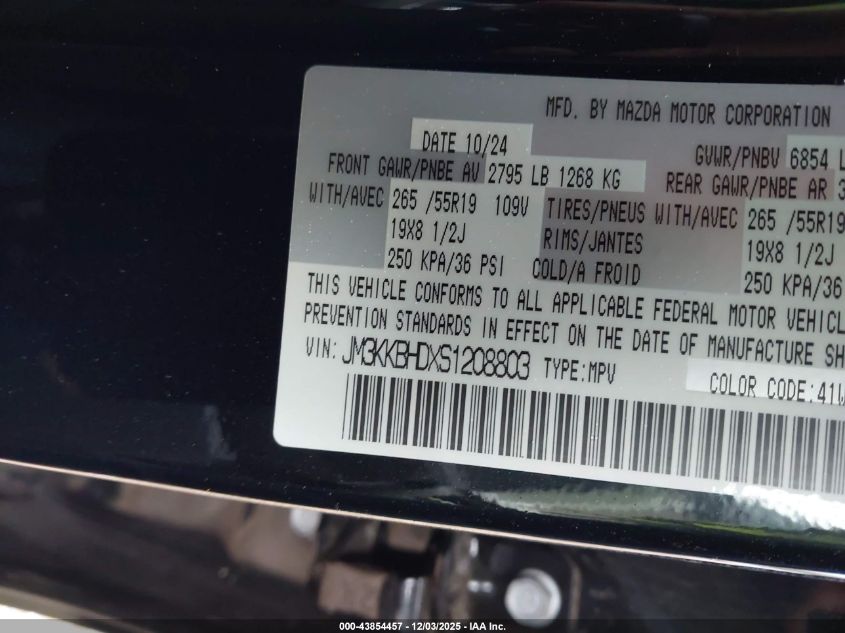 MFD. BY MAZDA MOTOR CORPORATION
DATE 10/24 GVWR/PNBV 6854 L
FRONT GAWR/PNBE AV 2795 LB 1268 KG REAR GAWR/PNBE AR 3
WITH/AVEC 265 /55R19 109V TIRES/PNEUS WITH/AVEC 265 /55R19
19X8 1/2J RIMS/JANTES 19X8 1/2J
250 KPA/36 PSI COLD/A FROID 250 KPA/36
THIS VEHICLE CONFORMS TO ALL APPLICABLE FEDERAL MOTOR VEHICL
PREVENTION STANDARDS IN EFFECT ON THE DATE OF MANUFACTURE SH
VIN: JM3KKBHDXS1208803 TYPE:MPV COLOR CODE:41W
000-43854457 - 12/03/2025 - IAA Inc.